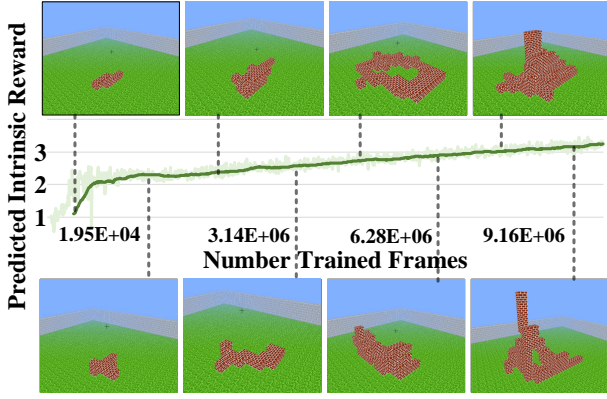 Predicted Intrinsic Reward
3
2
1
1.95E+04 3.14E+06 6.28E+06 9.16E+06
Number Trained Frames